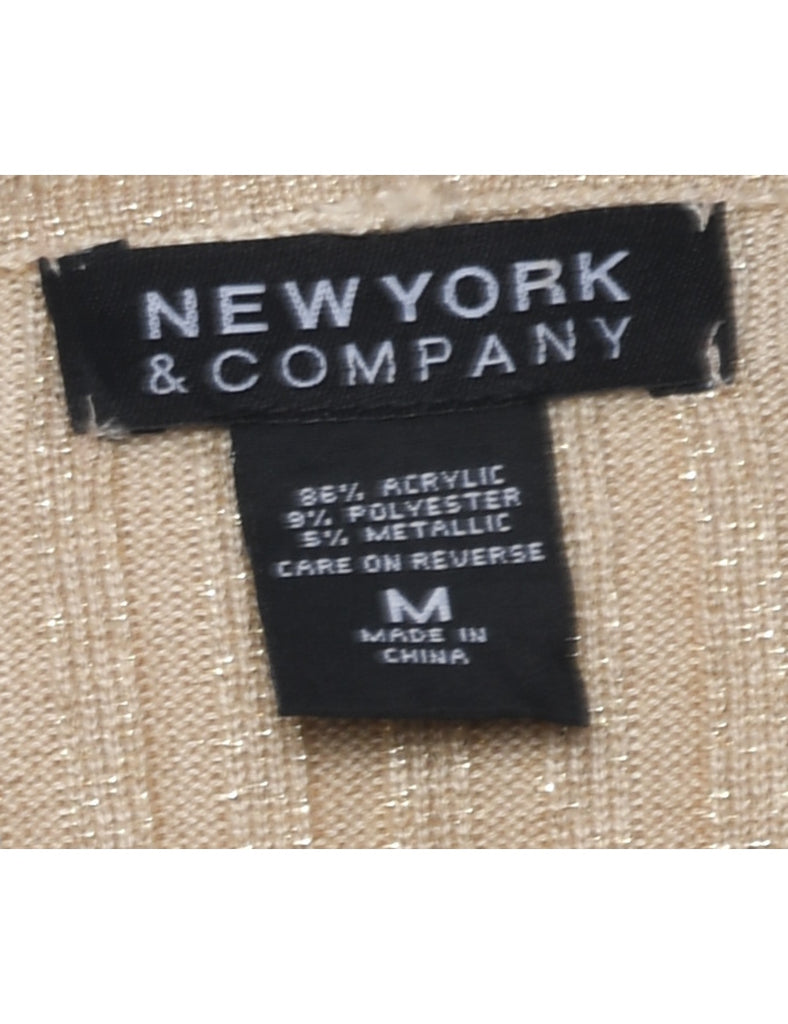 NEW YORK
& COMPANY
86% ACRYLIC
9% POLYESTER
5% METALLIC
CARE ON REVERSE
M
MADE IN
CHINA